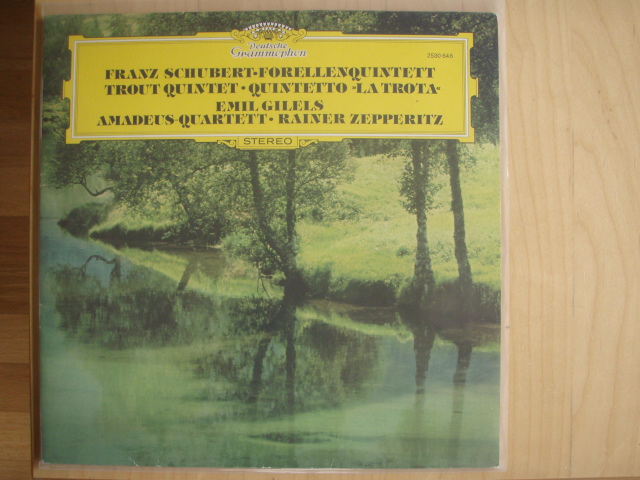 Deutsche
Grammophon
2530 646
FRANZ SCHUBERT·FORELLENQUINTETT
TROUT QUINTET · QUINTETTO »LA TROTA«
EMIL GILELS
AMADEUS-QUARTETT · RAINER ZEPPERITZ
STEREO